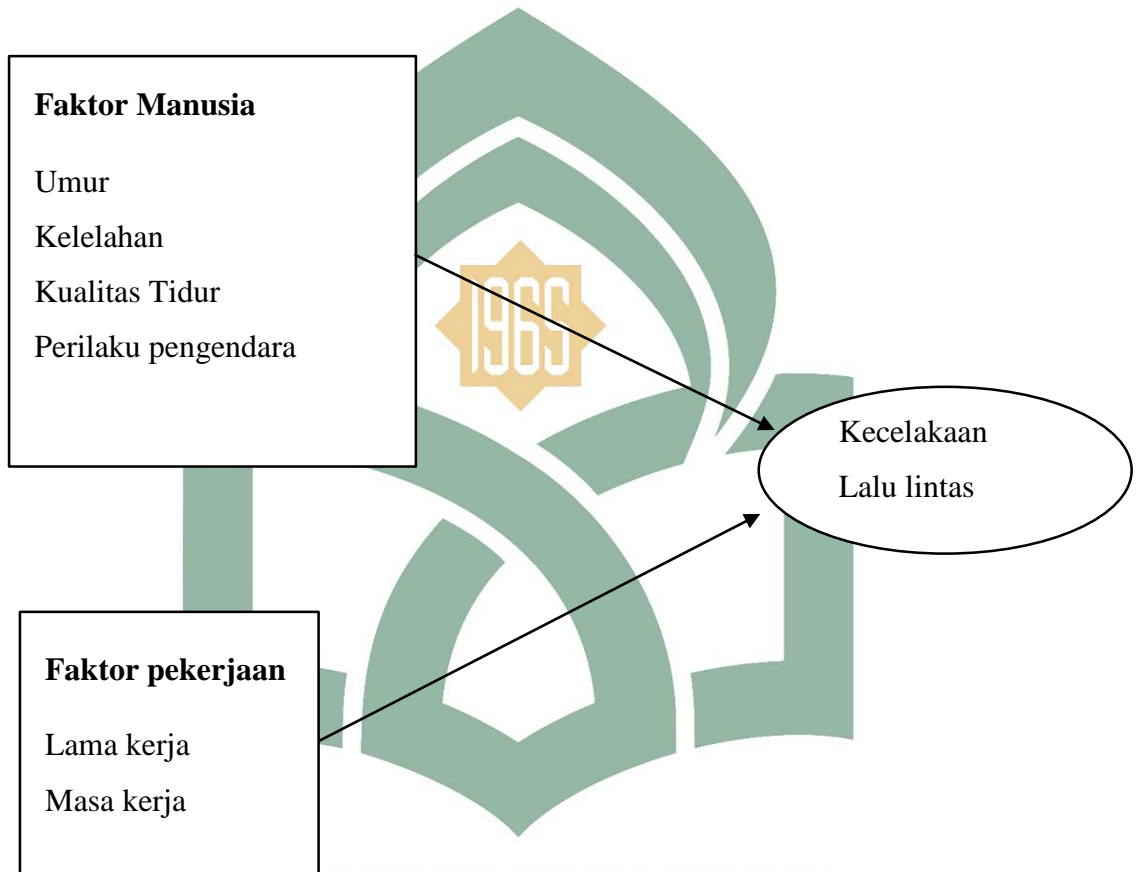 Faktor Manusia
Umur
Kelelahan
Kualitas Tidur
Perilaku pengendara
1965
Kecelakaan
Lalu lintas
Faktor pekerjaan
Lama kerja
Masa kerja